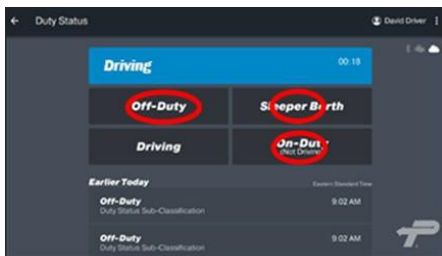 Duty Status
David Driver
Driving
00:18
Off-Duty
Sleeper Berth
Driving
On-Duty
(Not Driving)
Earlier Today
Eastern Standard Time
Off-Duty
9:02 AM
Duty Status Sub-Classification
Off-Duty
9:02 AM
Duty Status Sub-Classification